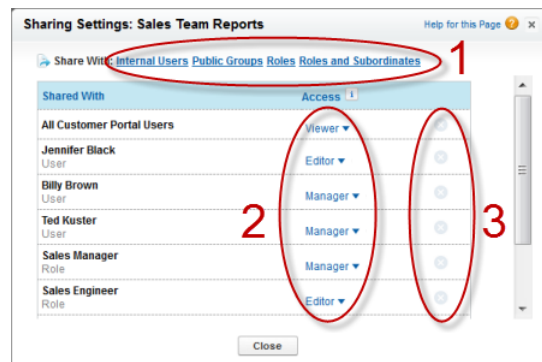 Sharing Settings: Sales Team Reports Help for this Page ? x
Share With: Internal Users Public Groups Roles Roles and Subordinates 1
Shared With Access i
All Customer Portal Users Viewer
Jennifer Black
User Editor
Billy Brown
User Manager
Ted Kuster
User Manager
2 3
Sales Manager
Role Manager
Sales Engineer
Role Editor
Close